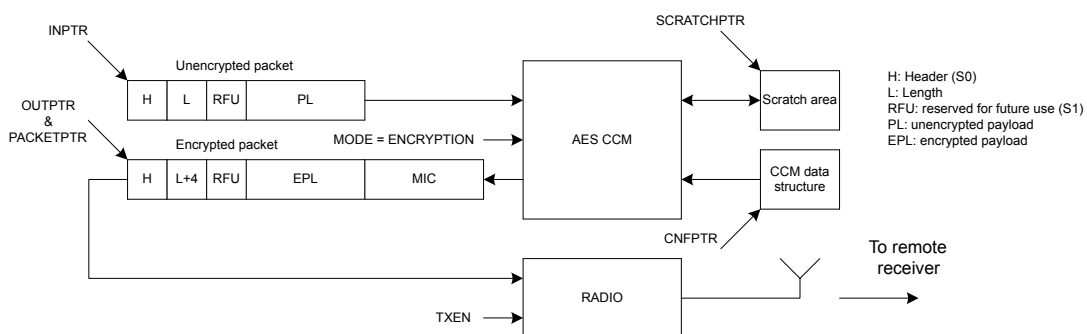 SCRATCHPTR
INPTR
Unencrypted packet
H L RFU PL
OUTPTR
&
PACKETPTR
Encrypted packet
H L+4 RFU EPL MIC
MODE = ENCRYPTION
AES CCM
Scratch area
CCM data
structure
CNFPTR
H: Header (S0)
L: Length
RFU: reserved for future use (S1)
PL: unencrypted payload
EPL: encrypted payload
RADIO
TXEN
To remote
receiver